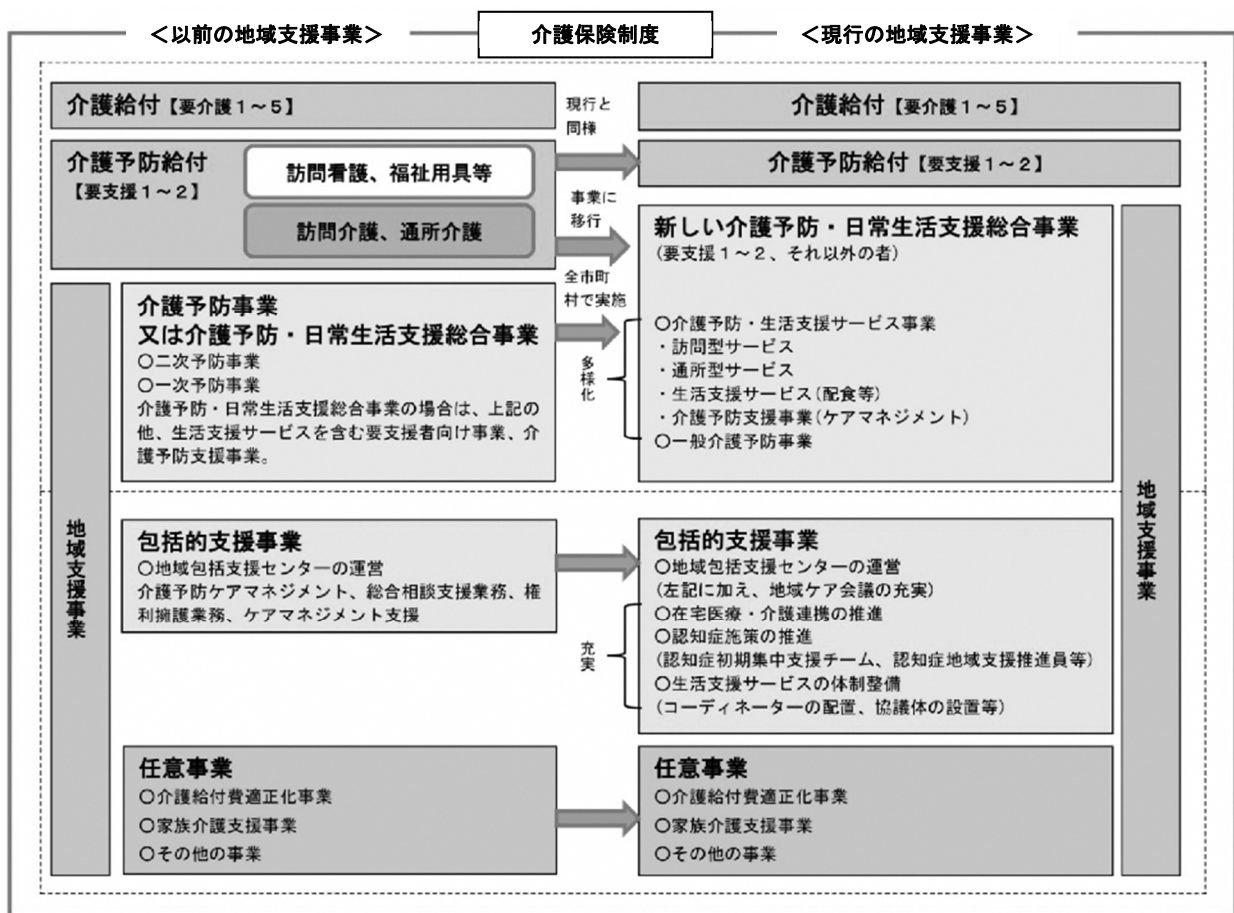 ＜以前の地域支援事業＞
介護保険制度
＜現行の地域支援事業＞
介護給付【要介護１～５】
現行と
同様
介護給付【要介護１～５】
介護予防給付
【要支援１～２】
訪問看護、福祉用具等
訪問介護、通所介護
介護予防給付【要支援１～２】
事業に
移行
新しい介護予防・日常生活支援総合事業
(要支援１～２、それ以外の者)
全市町
村で実施
介護予防事業
又は介護予防・日常生活支援総合事業
○二次予防事業
○一次予防事業
介護予防・日常生活支援総合事業の場合は、上記の
他、生活支援サービスを含む要支援者向け事業、介
護予防支援事業。
多様化
○介護予防・生活支援サービス事業
・訪問型サービス
・通所型サービス
・生活支援サービス(配食等)
・介護予防支援事業(ケアマネジメント)
○一般介護予防事業
地域支援事業
包括的支援事業
○地域包括支援センターの運営
介護予防ケアマネジメント、総合相談支援業務、権
利擁護業務、ケアマネジメント支援
充実
包括的支援事業
○地域包括支援センターの運営
(左記に加え、地域ケア会議の充実)
○在宅医療・介護連携の推進
○認知症施策の推進
(認知症初期集中支援チーム、認知症地域支援推進員等)
○生活支援サービスの体制整備
(コーディネーターの配置、協議体の設置等)
地域支援事業
任意事業
○介護給付費適正化事業
○家族介護支援事業
○その他の事業
任意事業
○介護給付費適正化事業
○家族介護支援事業
○その他の事業